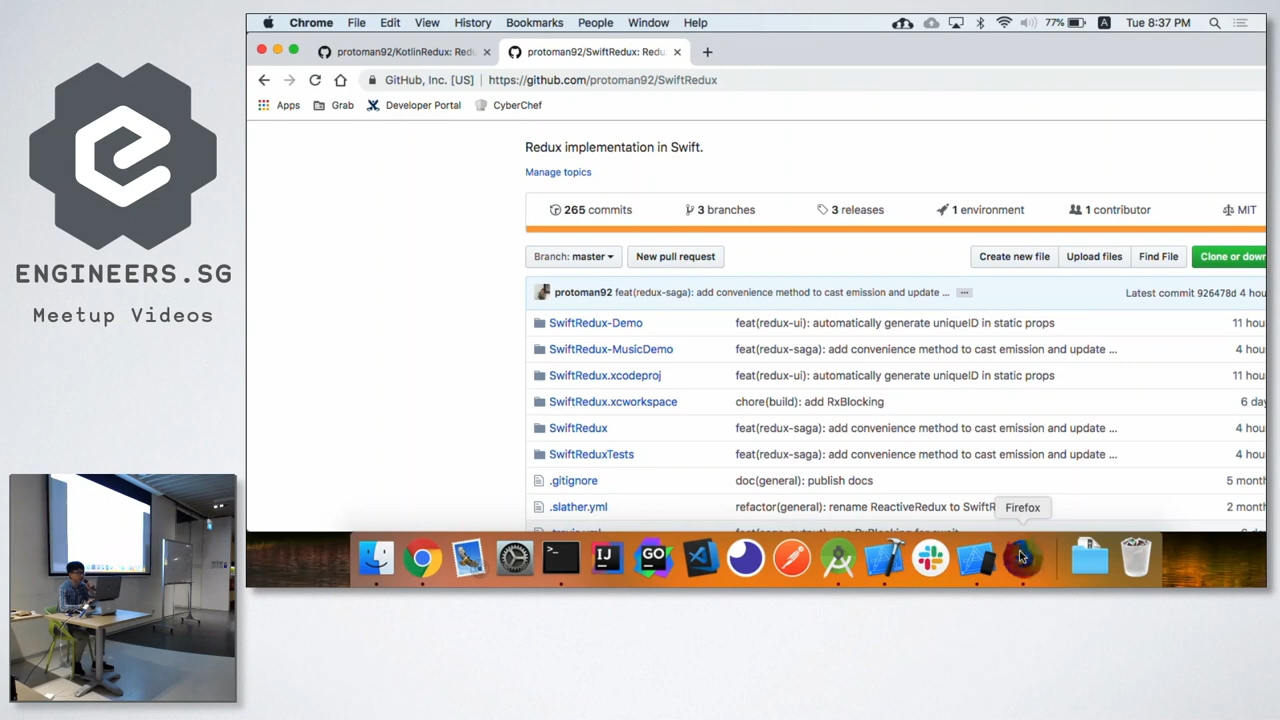 Chrome File Edit View History Bookmarks People Window Help 77% A Tue 8:37 PM
protoman92/KotlinRedux: Redu × protoman92/SwiftRedux: Redu ×
GitHub, Inc. [US] https://github.com/protoman92/SwiftRedux
Apps Grab Developer Portal CyberChef
Redux implementation in Swift.
Manage topics
265 commits 3 branches 3 releases 1 environment 1 contributor MIT
Branch: master New pull request Create new file Upload files Find File Clone or down
protoman92 feat(redux-saga): add convenience method to cast emission and update ... Latest commit 926478d 4 hou
SwiftRedux-Demo feat(redux-ui): automatically generate uniqueID in static props 11 hou
SwiftRedux-MusicDemo feat(redux-saga): add convenience method to cast emission and update ... 4 hou
SwiftRedux.xcodeproj feat(redux-ui): automatically generate uniqueID in static props 11 hou
SwiftRedux.xcworkspace chore(build): add RxBlocking 6 day
SwiftRedux feat(redux-saga): add convenience method to cast emission and update ... 4 hou
SwiftReduxTests feat(redux-saga): add convenience method to cast emission and update ... 4 hou
.gitignore doc(general): publish docs 5 month
.slather.yml refactor(general): rename ReactiveRedux to SwiftR 2 month
Firefox
IJ
GO
ENGINEERS.SG
Meetup Videos